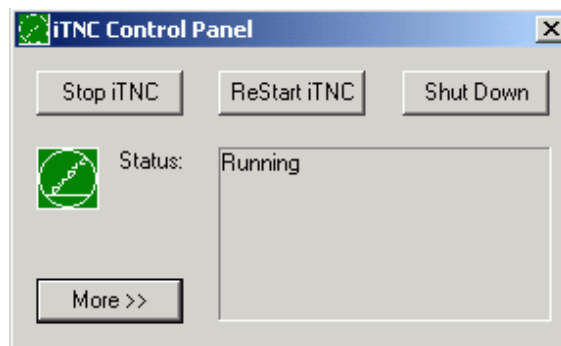 iTNC Control Panel
Stop iTNC
ReStart iTNC
Shut Down
Status:
Running
More >>